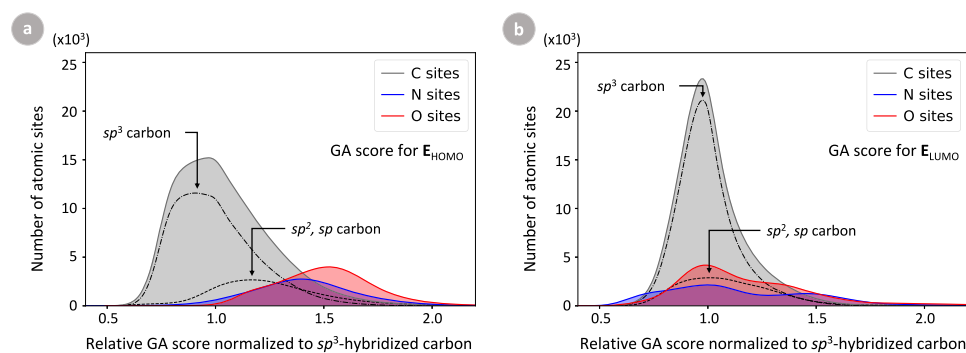 a
(x10³)
25
20
15
10
5
0
Number of atomic sites
C sites
N sites
O sites
sp³ carbon
GA score for E_HOMO
sp², sp carbon
0.5 1.0 1.5 2.0
Relative GA score normalized to sp³-hybridized carbon
b
(x10³)
25
20
15
10
5
0
Number of atomic sites
C sites
N sites
O sites
sp³ carbon
GA score for E_LUMO
sp², sp carbon
0.5 1.0 1.5 2.0
Relative GA score normalized to sp³-hybridized carbon